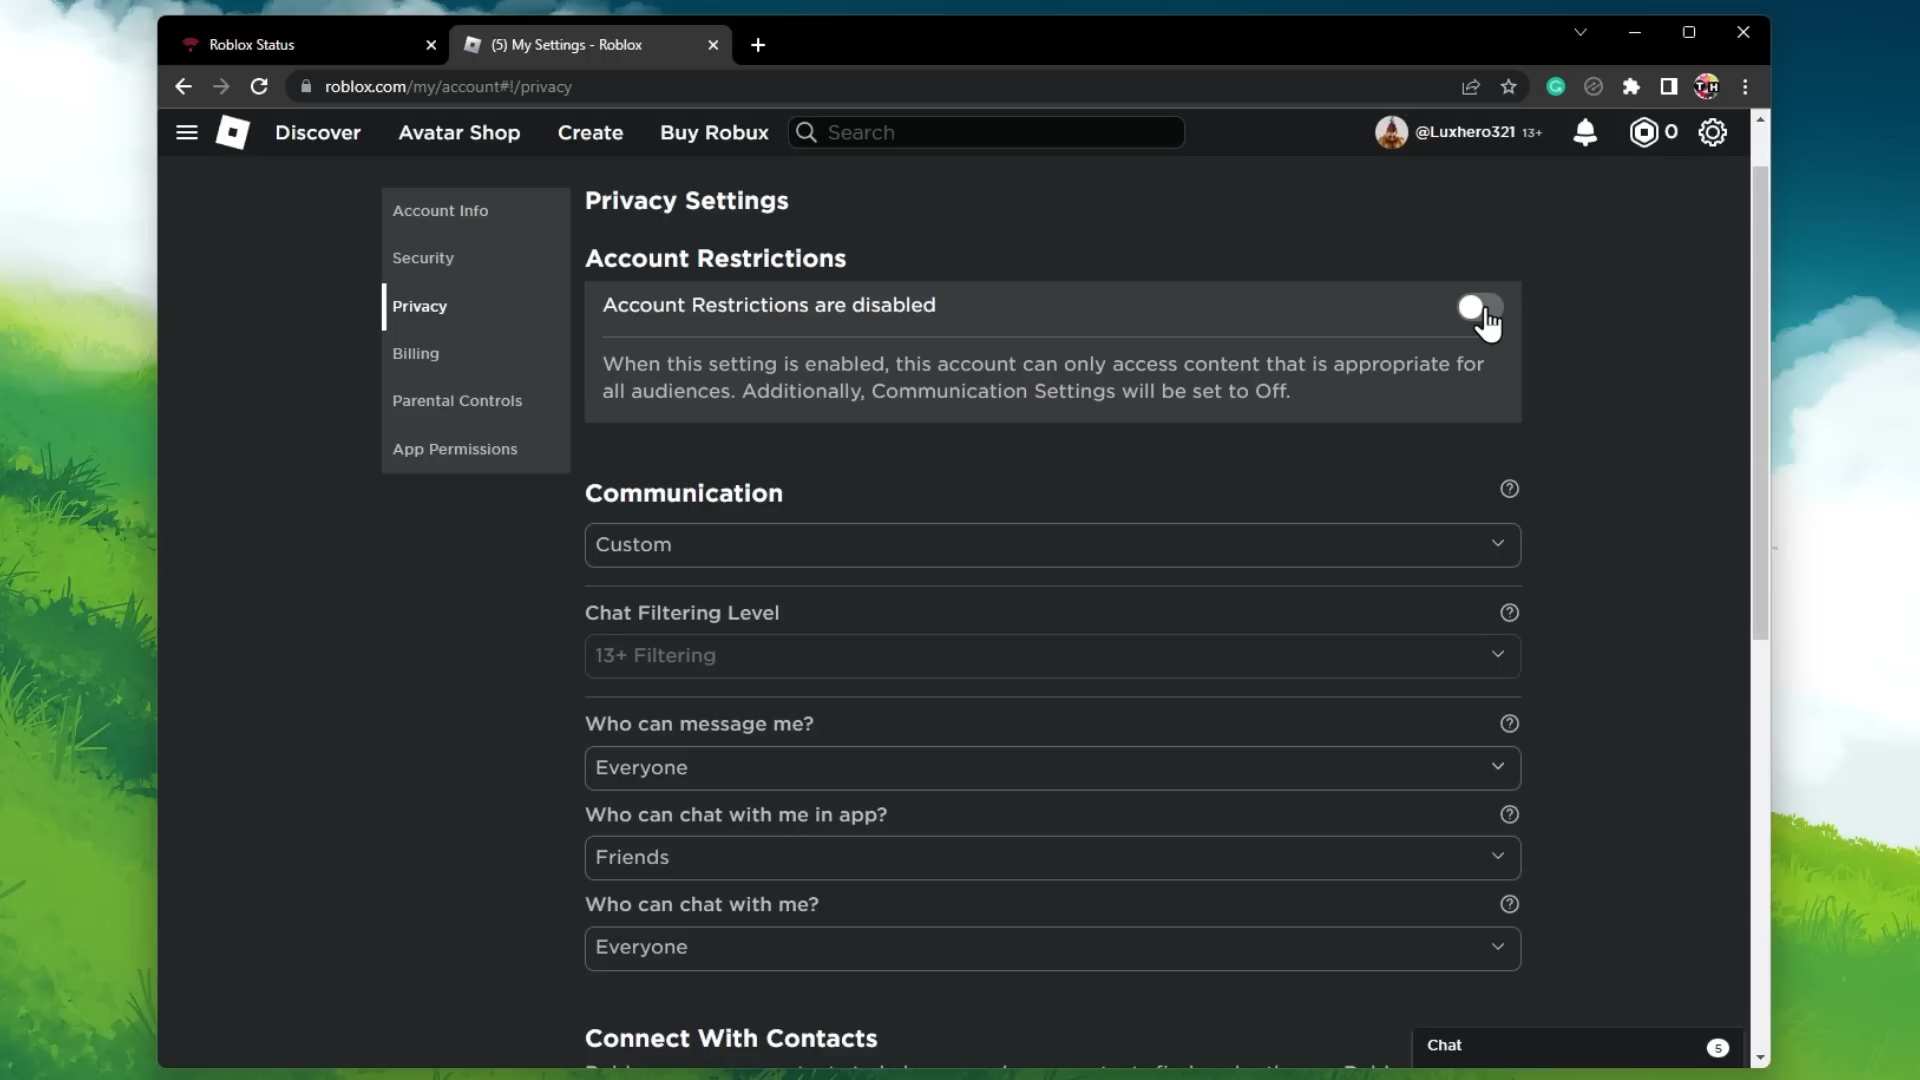 Roblox Status
(5) My Settings - Roblox
roblox.com/my/account#!/privacy
TH
Discover
Avatar Shop
Create
Buy Robux
Search
@Luxhero321 13+
0
Account Info
Security
Privacy
Billing
Parental Controls
App Permissions
Privacy Settings
Account Restrictions
Account Restrictions are disabled
When this setting is enabled, this account can only access content that is appropriate for
all audiences. Additionally, Communication Settings will be set to Off.
Communication
Custom
Chat Filtering Level
13+ Filtering
Who can message me?
Everyone
Who can chat with me in app?
Friends
Who can chat with me?
Everyone
Connect With Contacts
Chat
5